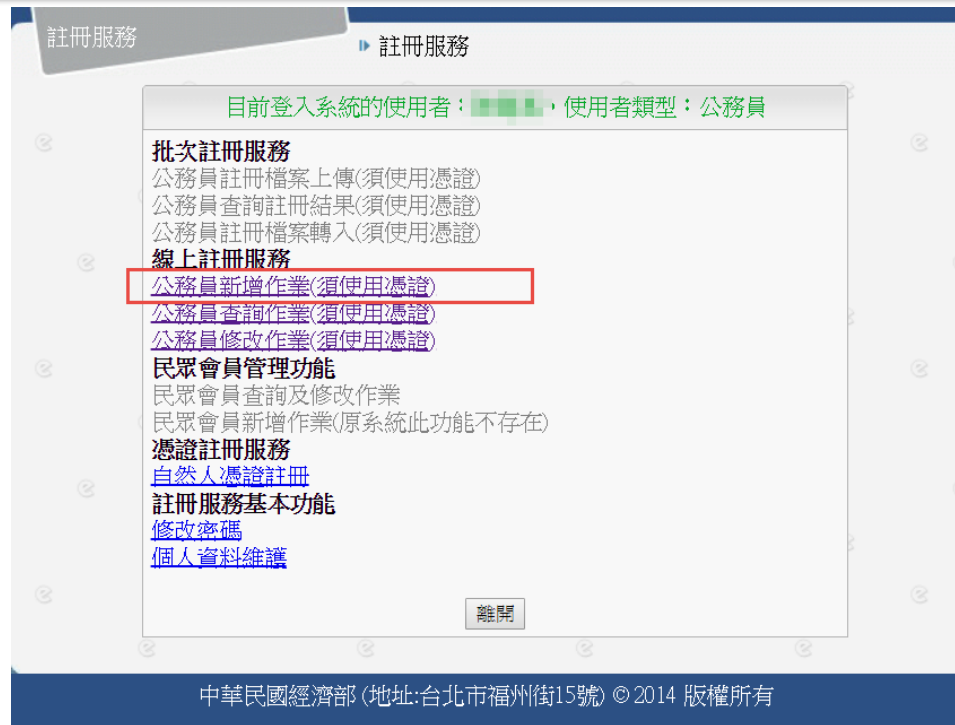 註冊服務
註冊服務
目前登入系統的使用者：，使用者類型：公務員
批次註冊服務
公務員註冊檔案上傳(須使用憑證)
公務員查詢註冊結果(須使用憑證)
公務員註冊檔案轉入(須使用憑證)
線上註冊服務
公務員新增作業(須使用憑證)
公務員查詢作業(須使用憑證)
公務員修改作業(須使用憑證)
民眾會員管理功能
民眾會員查詢及修改作業
民眾會員新增作業(原系統此功能不存在)
憑證註冊服務
自然人憑證註冊
註冊服務基本功能
修改密碼
個人資料維護
離開
中華民國經濟部 (地址:台北市福州街15號) © 2014 版權所有